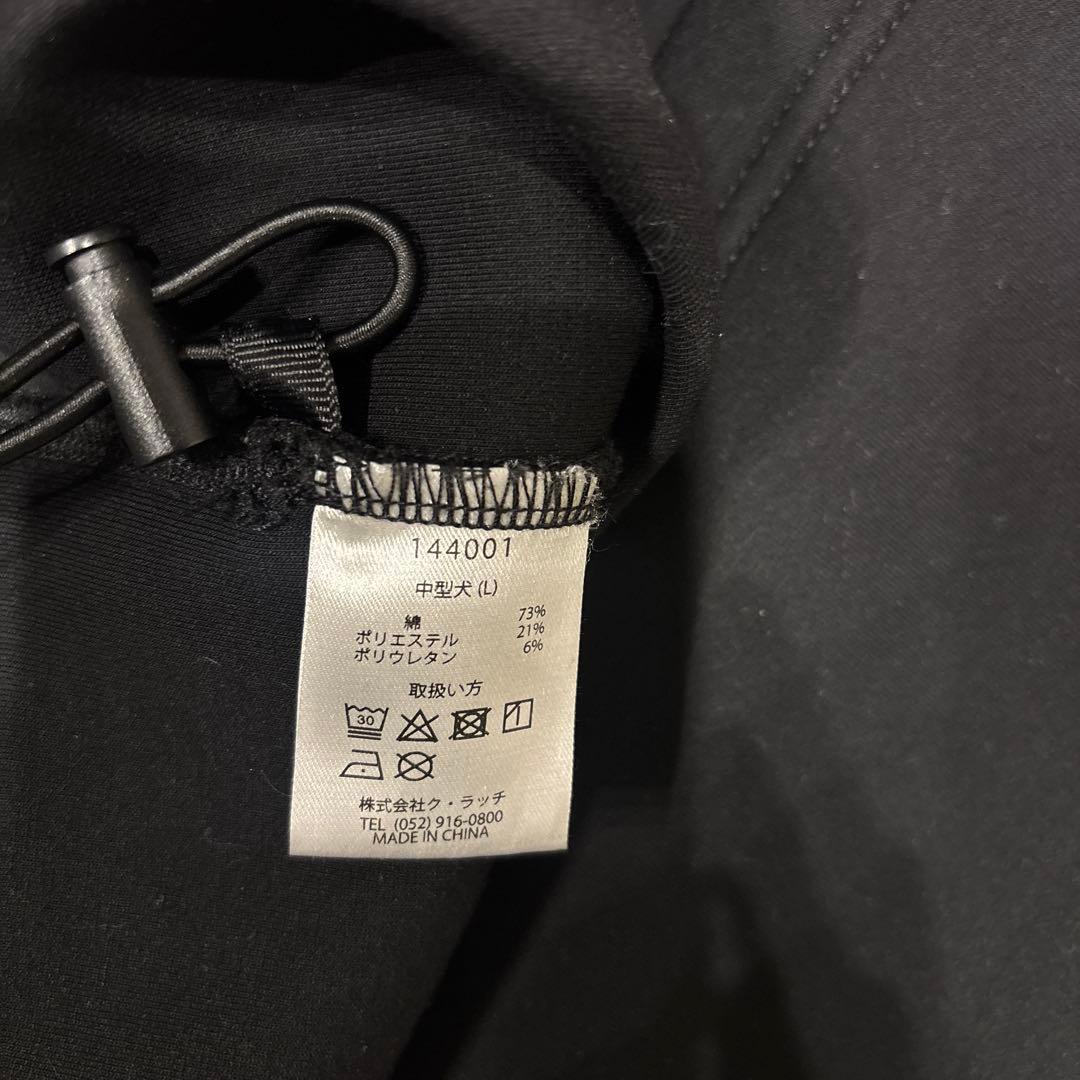 144001
中型犬 (L)
綿 73%
ポリエステル 21%
ポリウレタン 6%
取扱い方
30
株式会社ク・ラッチ
TEL (052) 916-0800
MADE IN CHINA